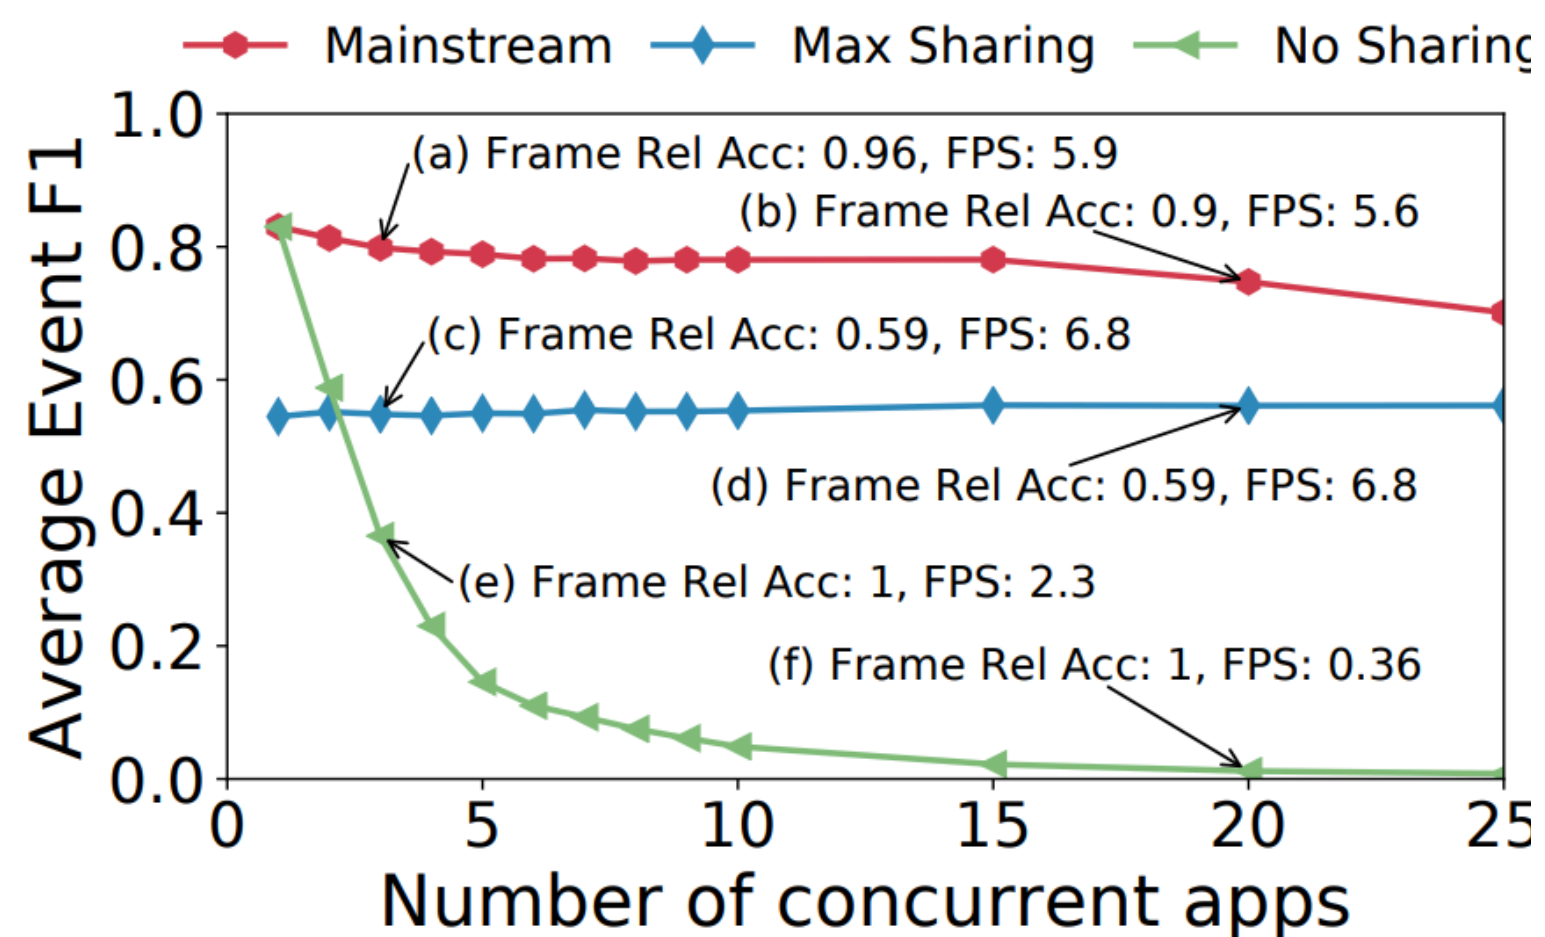 Mainstream Max Sharing No Sharing
1.0
(a) Frame Rel Acc: 0.96, FPS: 5.9
(b) Frame Rel Acc: 0.9, FPS: 5.6
0.8
(c) Frame Rel Acc: 0.59, FPS: 6.8
0.6
(d) Frame Rel Acc: 0.59, FPS: 6.8
0.4
(e) Frame Rel Acc: 1, FPS: 2.3
0.2
(f) Frame Rel Acc: 1, FPS: 0.36
0.0
Average Event F1
0 5 10 15 20 25
Number of concurrent apps